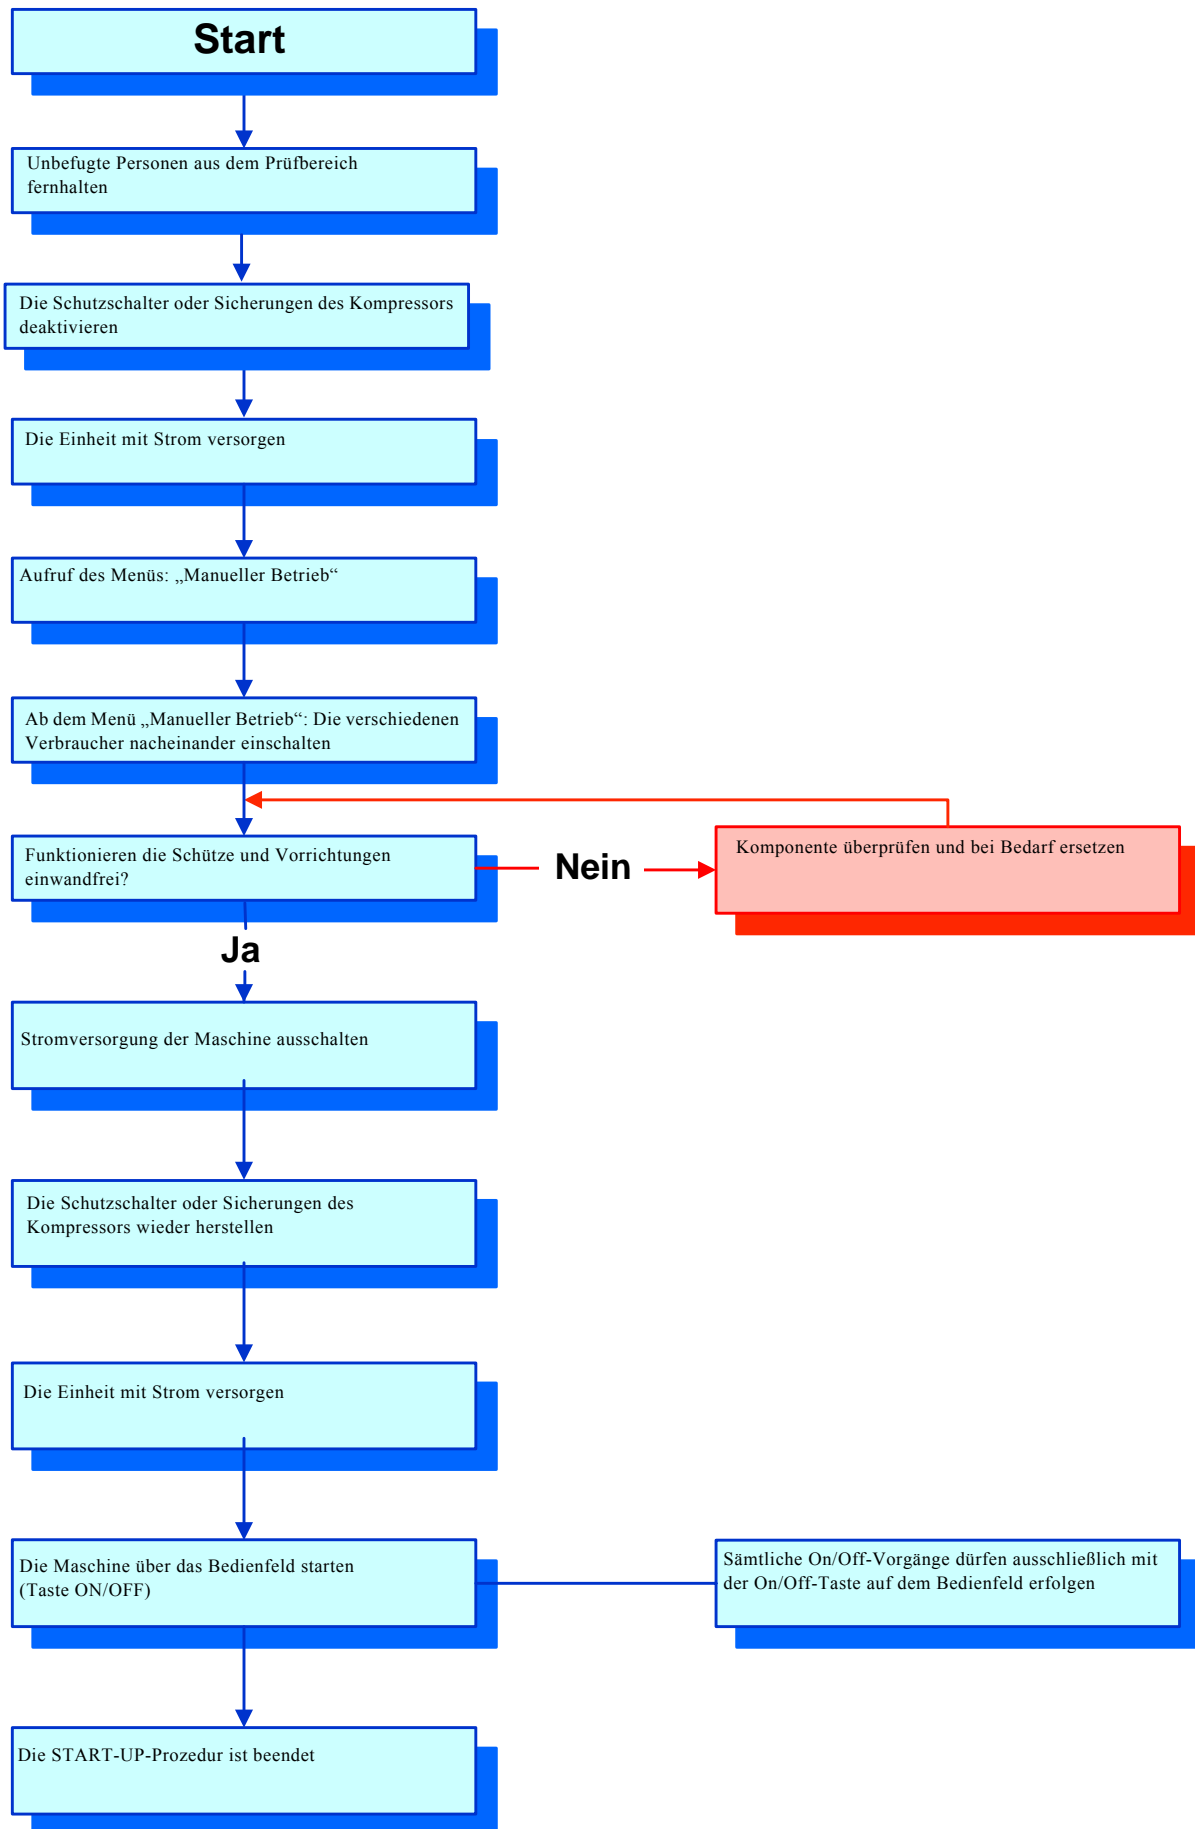 Start
Unbefugte Personen aus dem Prüfbereich
fernhalten
Die Schutzschalter oder Sicherungen des Kompressors
deaktivieren
Die Einheit mit Strom versorgen
Aufruf des Menüs: „Manueller Betrieb“
Ab dem Menü „Manueller Betrieb“: Die verschiedenen
Verbraucher nacheinander einschalten
Funktionieren die Schütze und Vorrichtungen
einwandfrei?
Nein
Komponente überprüfen und bei Bedarf ersetzen
Ja
Stromversorgung der Maschine ausschalten
Die Schutzschalter oder Sicherungen des
Kompressors wieder herstellen
Die Einheit mit Strom versorgen
Die Maschine über das Bedienfeld starten
(Taste ON/OFF)
Sämtliche On/Off-Vorgänge dürfen ausschließlich mit
der On/Off-Taste auf dem Bedienfeld erfolgen
Die START-UP-Prozedur ist beendet